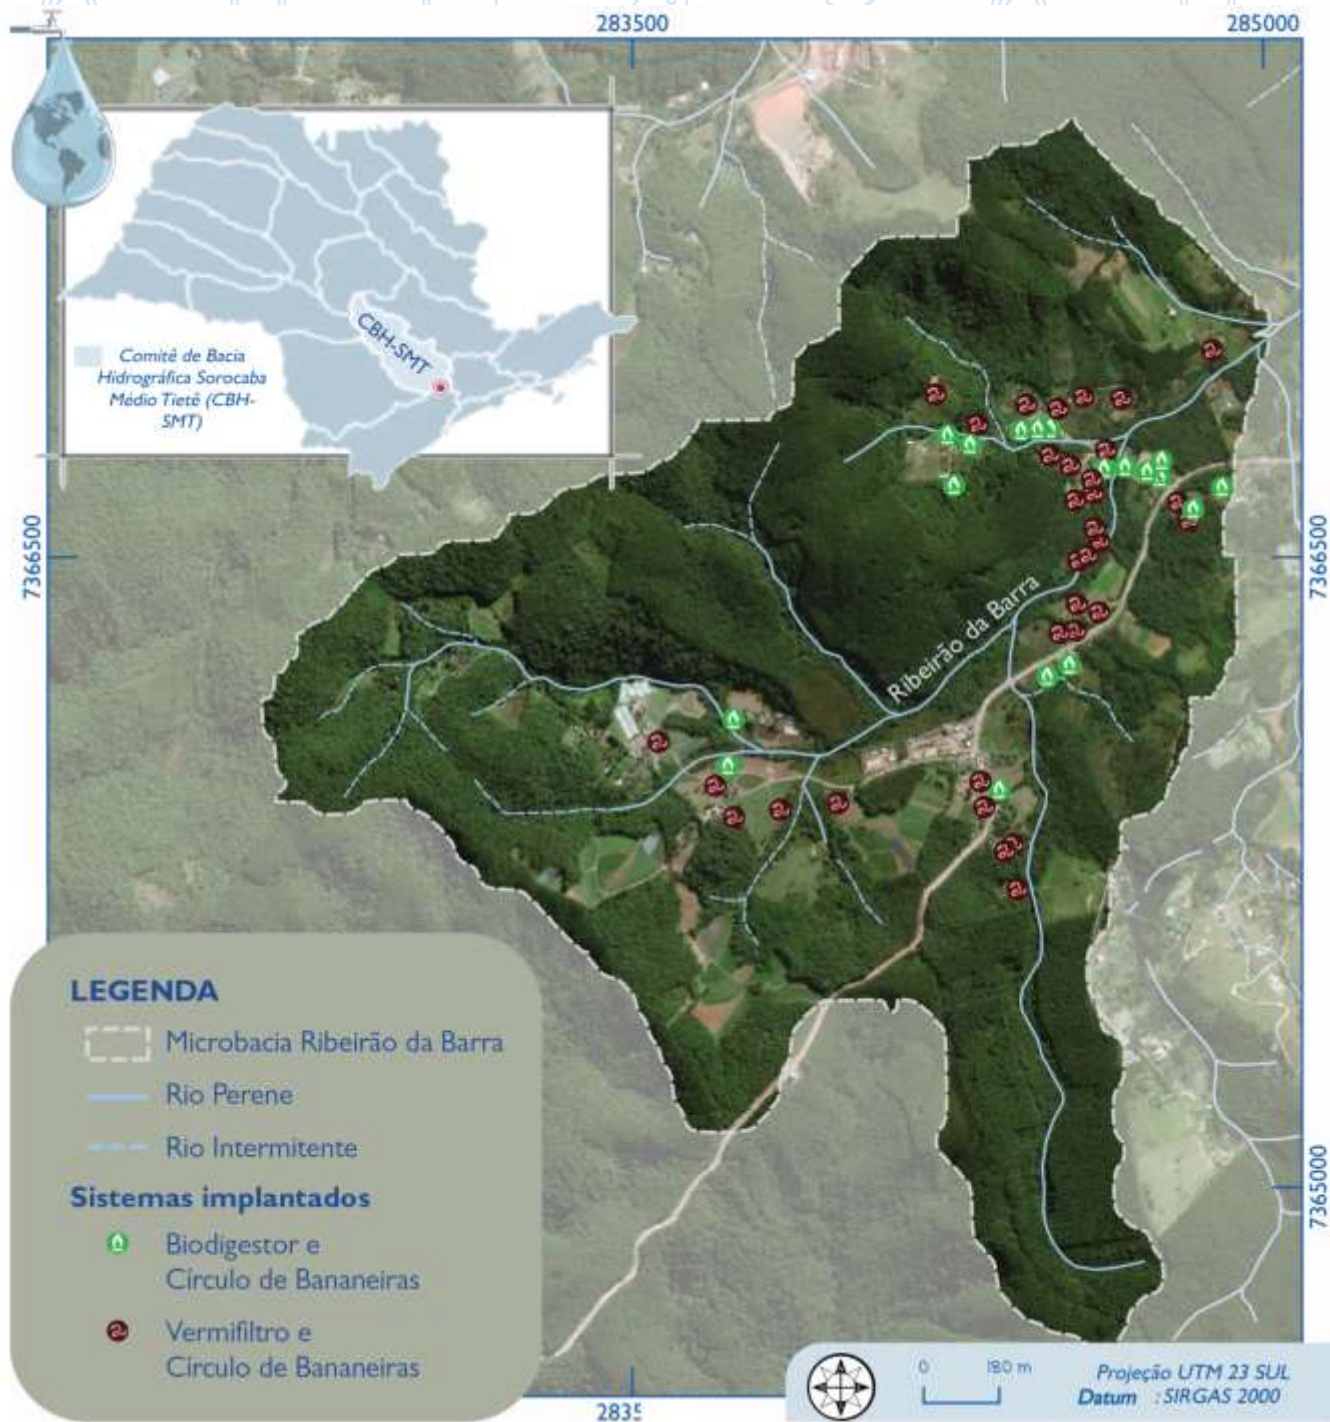 283500
285000
CBH-SMT
Comitê de Bacia
Hidrográfica Sorocaba
Médio Tietê (CBH-
SMT)
7366500
7366500
Ribeirão da Barra
LEGENDA
Microbacia Ribeirão da Barra
Rio Perene
Rio Intermitente
Sistemas implantados
Biodigestor e
Círculo de Bananeiras
Vermifiltro e
Círculo de Bananeiras
7365000
0 180 m
Projeção UTM 23 SUL
Datum : SIRGAS 2000
2835